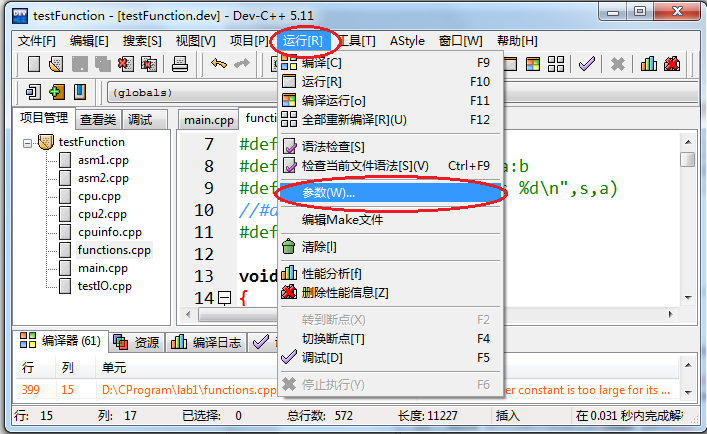 testFunction - [testFunction.dev] - Dev-C++ 5.11
文件[F] 编辑[E] 搜索[S] 视图[V] 项目[P] 运行[R] 工具[T] AStyle 窗口[W] 帮助[H]
(globals)
项目管理 查看类 调试
testFunction
asm1.cpp
asm2.cpp
cpu.cpp
cpu2.cpp
cpuinfo.cpp
functions.cpp
main.cpp
testIO.cpp
main.cpp func
7 #def
8 #def a:b
9 #def s %d\n",s,a)
10 //#d
11 #def
12
13 void
14 {
编译[C] F9
运行[R] F10
编译运行[o] F11
全部重新编译[R](U) F12
语法检查[S]
检查当前文件语法[S](V) Ctrl+F9
参数(W)...
编辑Make文件
清除[l]
性能分析[f]
删除性能信息[Z]
转到断点(X) F2
切换断点[T] F4
调试[D] F5
停止执行(Y) F6
编译器 (61) 资源 编译日志
行 列 单元
399 15 D:\CProgram\lab1\functions.cpp er constant is too large for its ...
行: 15 列: 17 已选择: 0 总行数: 572 长度: 11227 插入 在 0.031 秒内完成解